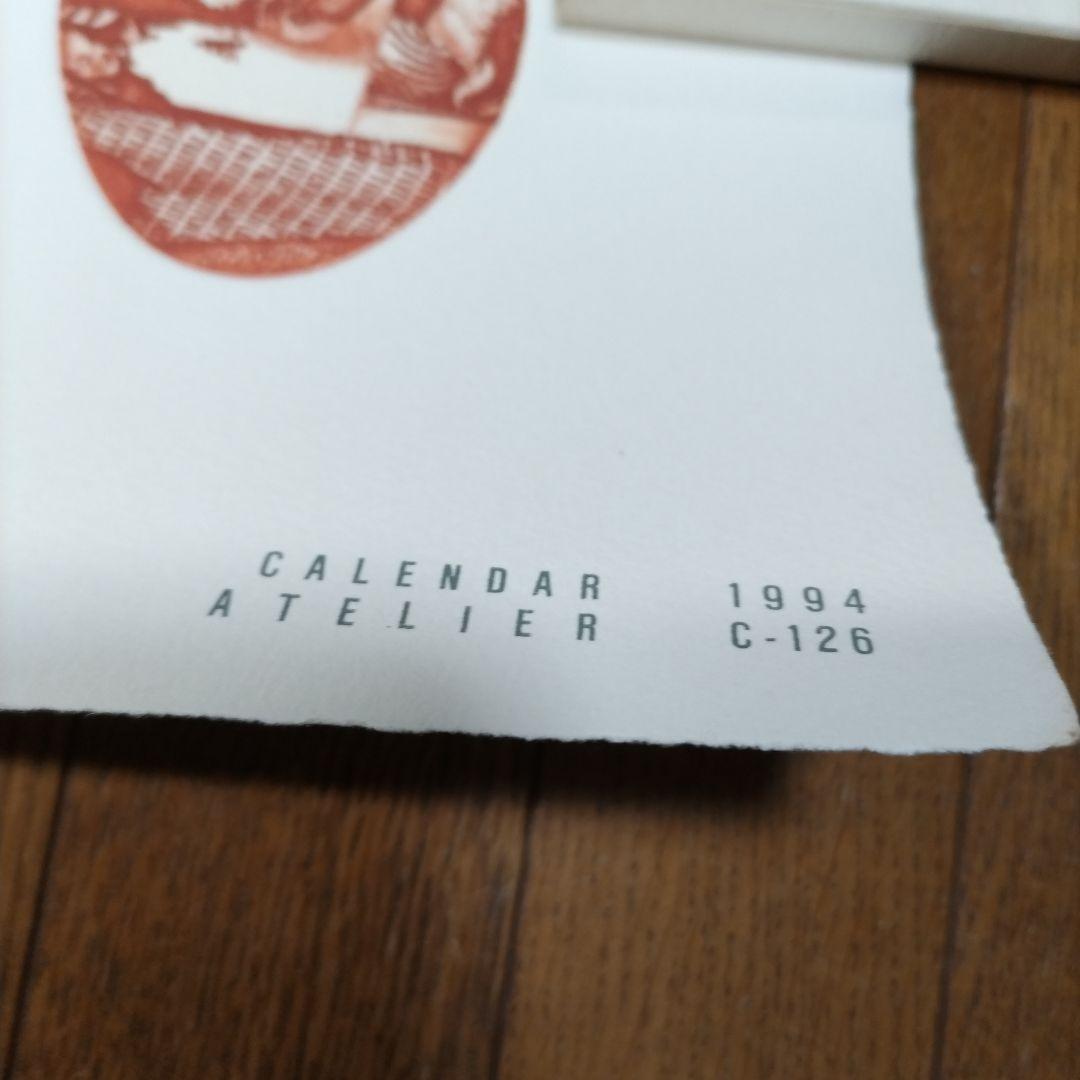 CALENDAR 1994
ATELIER C-126